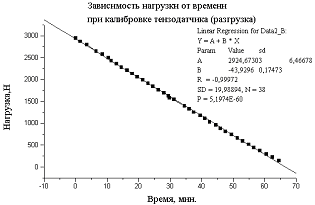 Зависимость нагрузки от времени
при калибровке тензодатчика (разгрузка)
Linear Regression for Data2_B:
Y = A + B * X
Param Value sd
A 2924,67303 6,46678
B -43,9296 0,17473
R = -0,99972
SD = 19,98894, N = 38
P = 5,1974E-60
Нагрузка,Н
3000
2500
2000
1500
1000
500
0
-10 0 10 20 30 40 50 60 70
Время, мин.